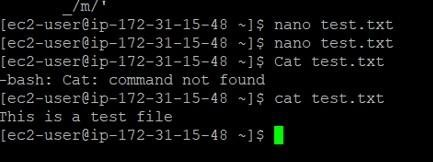 _/m/'
[ec2-user@ip-172-31-15-48 ~]$ nano test.txt
[ec2-user@ip-172-31-15-48 ~]$ nano test.txt
[ec2-user@ip-172-31-15-48 ~]$ Cat test.txt
-bash: Cat: command not found
[ec2-user@ip-172-31-15-48 ~]$ cat test.txt
This is a test file
[ec2-user@ip-172-31-15-48 ~]$